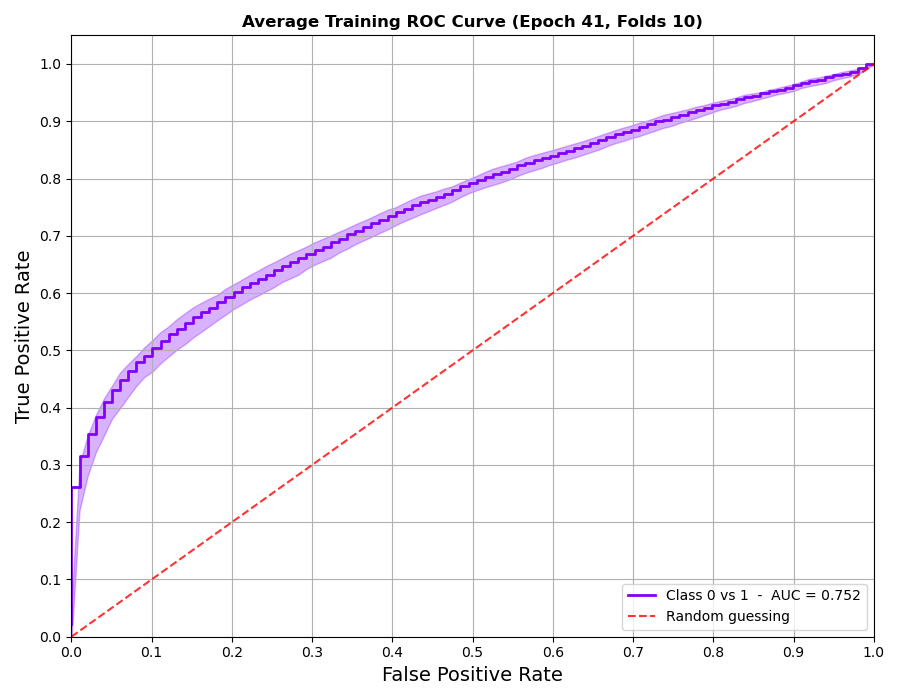 Average Training ROC Curve (Epoch 41, Folds 10)
True Positive Rate
1.0
0.9
0.8
0.7
0.6
0.5
0.4
0.3
0.2
0.1
0.0
Class 0 vs 1 - AUC = 0.752
Random guessing
0.0 0.1 0.2 0.3 0.4 0.5 0.6 0.7 0.8 0.9 1.0
False Positive Rate